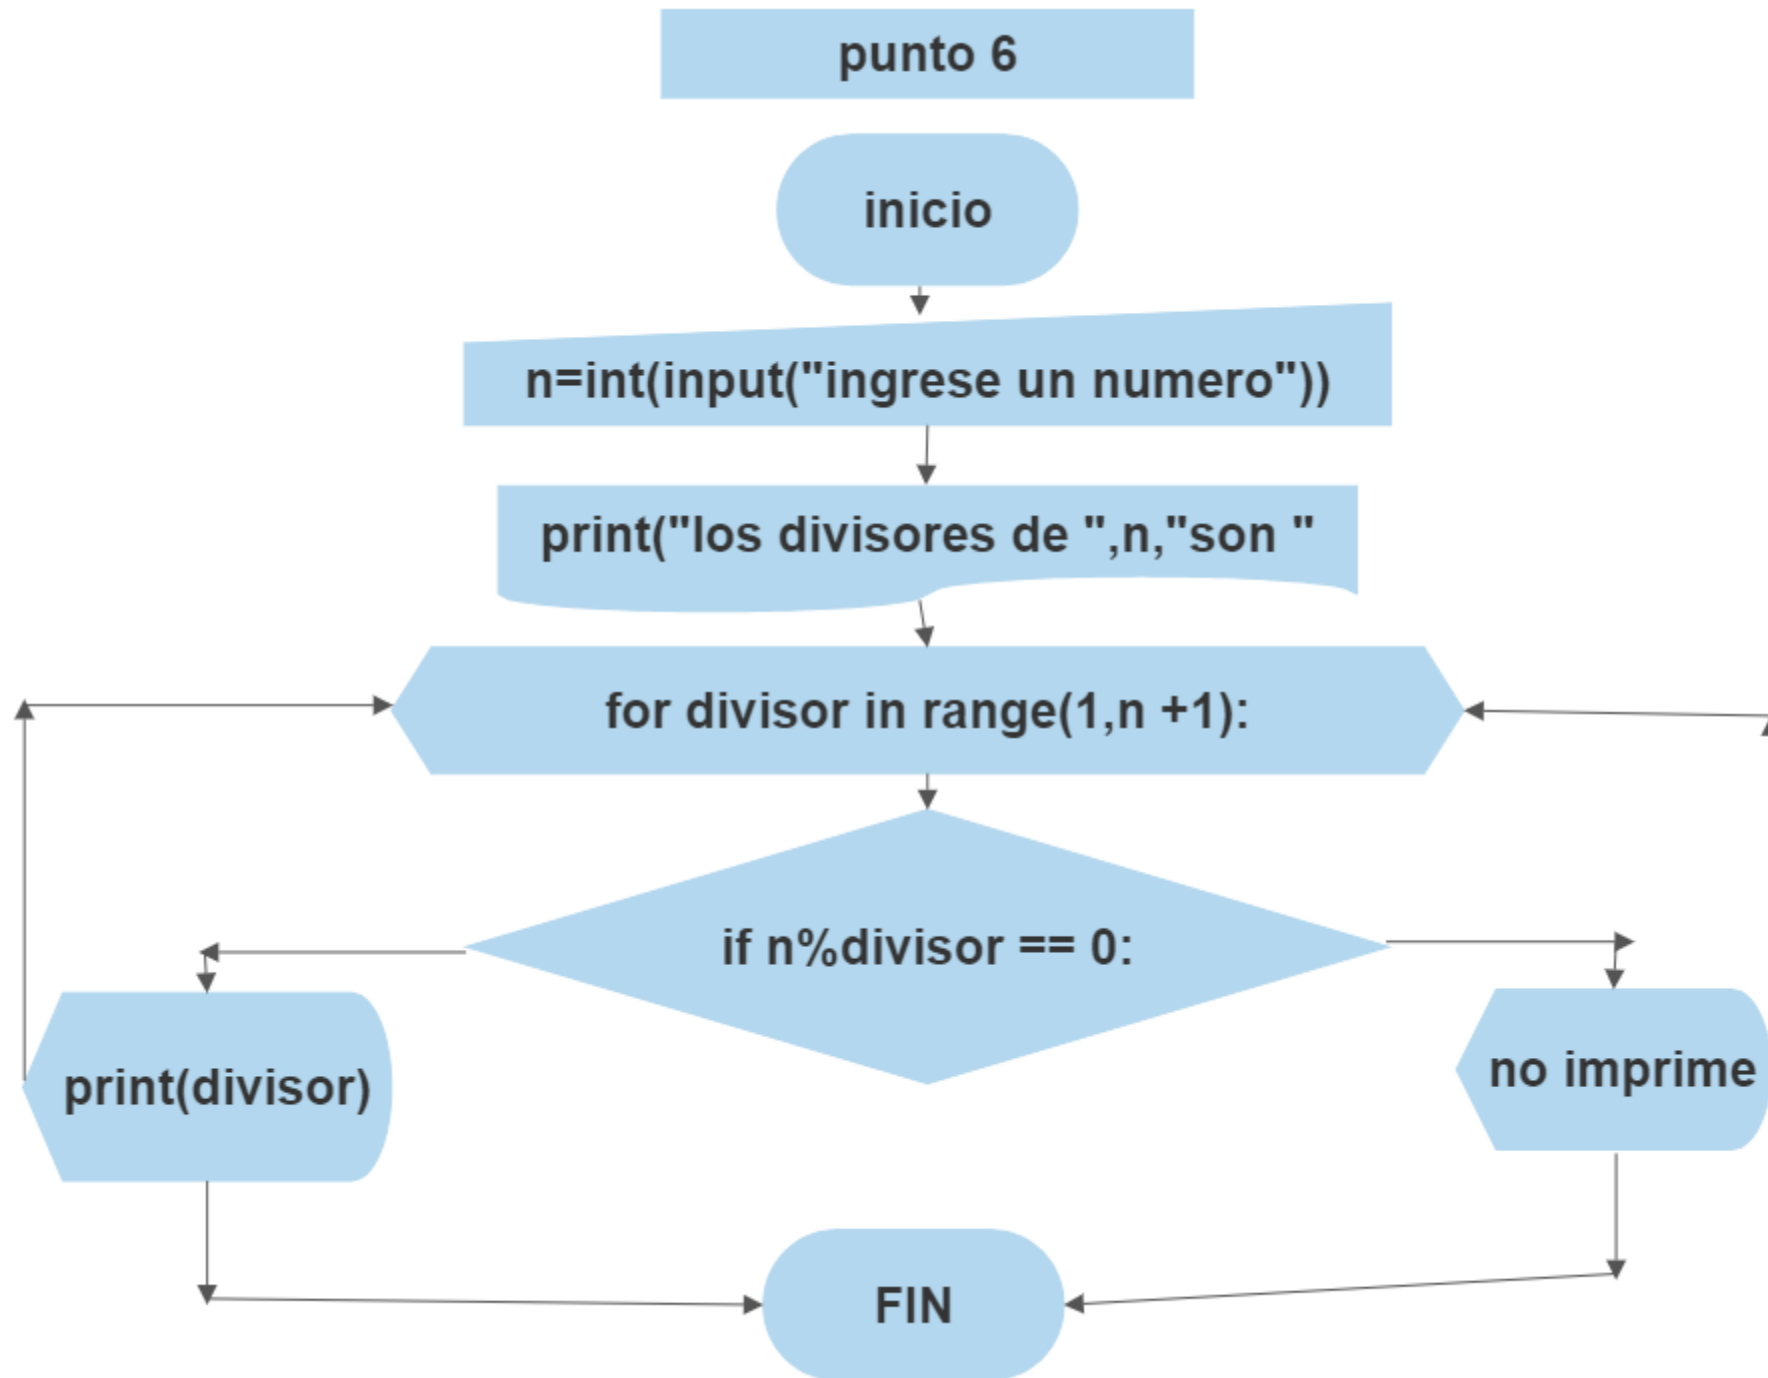 punto 6
inicio
n=int(input("ingrese un numero"))
print("los divisores de ",n,"son "
for divisor in range(1,n +1):
if n%divisor == 0:
print(divisor)
no imprime
FIN